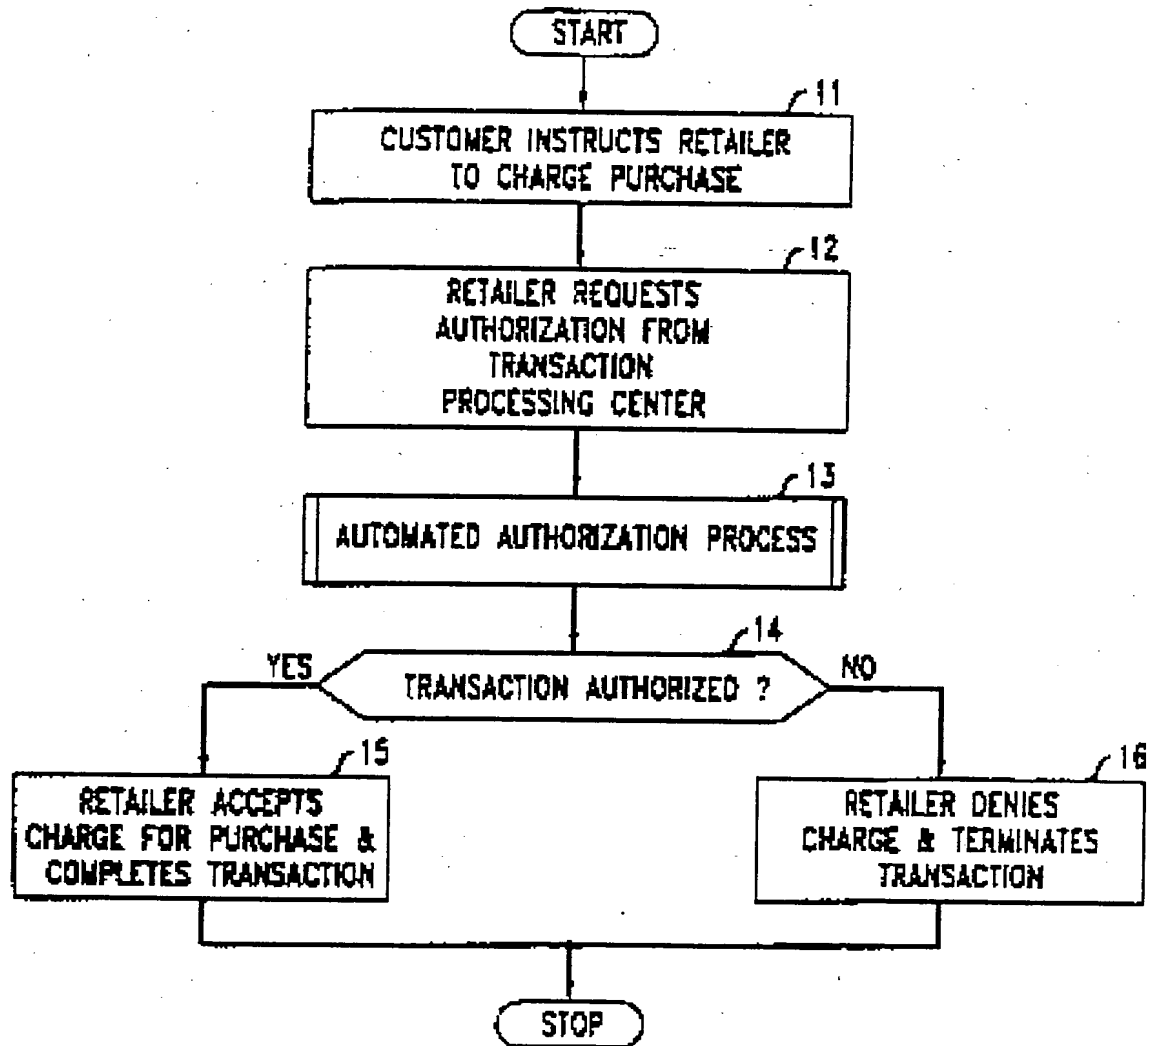 START
11
CUSTOMER INSTRUCTS RETAILER
TO CHARGE PURCHASE
12
RETAILER REQUESTS
AUTHORIZATION FROM
TRANSACTION
PROCESSING CENTER
13
AUTOMATED AUTHORIZATION PROCESS
14
YES
TRANSACTION AUTHORIZED ?
NO
15
RETAILER ACCEPTS
CHARGE FOR PURCHASE &
COMPLETES TRANSACTION
16
RETAILER DENIES
CHARGE & TERMINATES
TRANSACTION
STOP